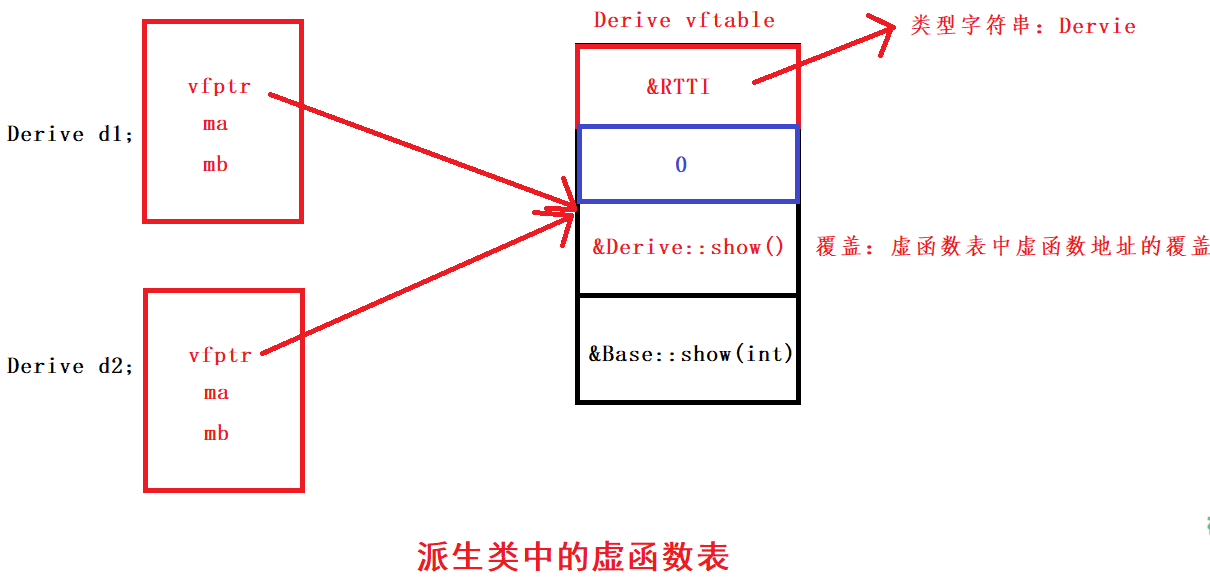 Derive vftable
类型字符串: Dervie
vfptr
&RTTI
ma
Derive d1;
mb
0
&Derive::show()
覆盖: 虚函数表中虚函数地址的覆盖
vfptr
&Base::show(int)
Derive d2;
ma
mb
派生类中的虚函数表